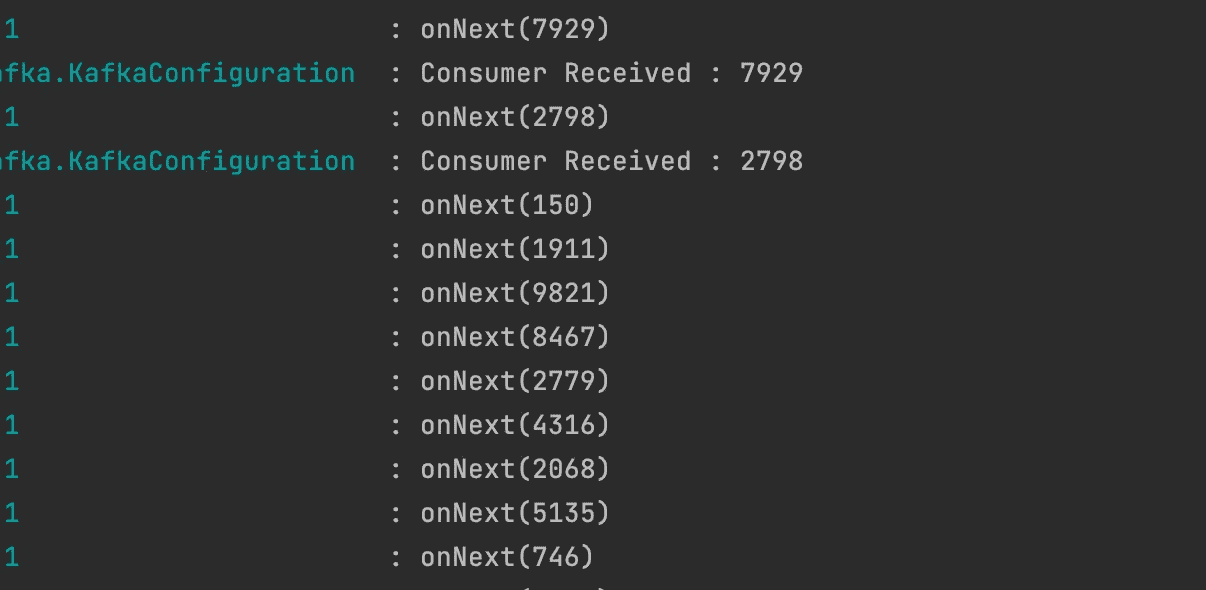 1 : onNext(7929)
afka.KafkaConfiguration : Consumer Received : 7929
1 : onNext(2798)
afka.KafkaConfiguration : Consumer Received : 2798
1 : onNext(150)
1 : onNext(1911)
1 : onNext(9821)
1 : onNext(8467)
1 : onNext(2779)
1 : onNext(4316)
1 : onNext(2068)
1 : onNext(5135)
1 : onNext(746)